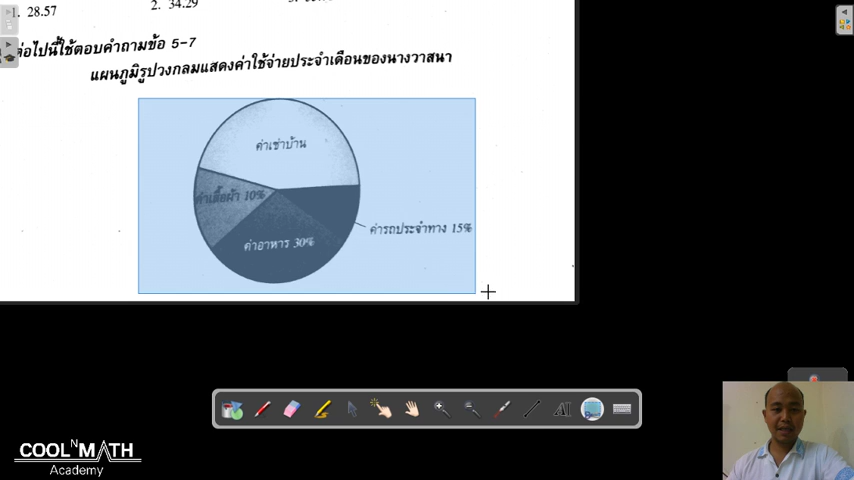 1. 28.57
2. 34.29
ต่อไปนี้ใช้ตอบคำถามข้อ 5-7
แผนภูมิรูปวงกลมแสดงค่าใช้จ่ายประจำเดือนของนางวาสนา
ค่าเช่าบ้าน
ค่าเสื้อผ้า 10%
ค่ารถประจำทาง 15%
ค่าอาหาร 30%
COOL N MATH
Academy